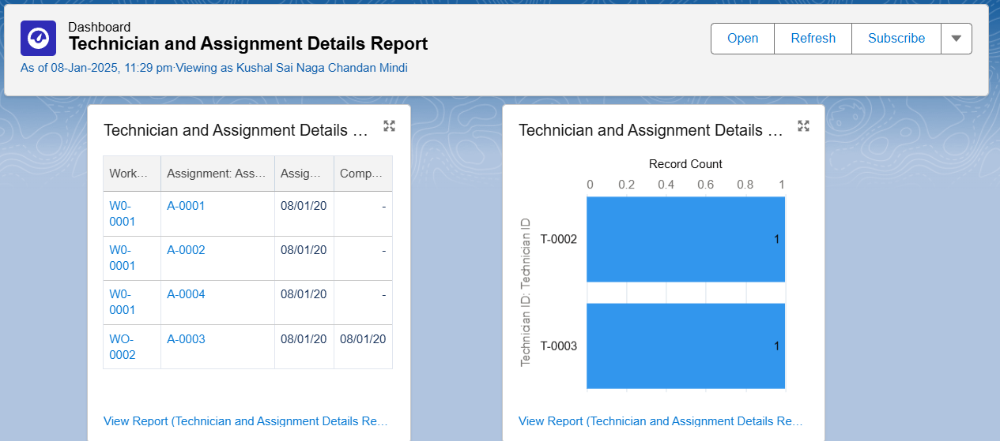 Dashboard
Technician and Assignment Details Report
As of 08-Jan-2025, 11:29 pm·Viewing as Kushal Sai Naga Chandan Mindi
Open Refresh Subscribe
Technician and Assignment Details ...
Work... Assignment: Ass... Assig... Comp...
W0-
0001
A-0001 08/01/20 -
W0-
0001
A-0002 08/01/20 -
W0-
0001
A-0004 08/01/20 -
WO-
0002
A-0003 08/01/20 08/01/20
View Report (Technician and Assignment Details Re...
Technician and Assignment Details ...
Record Count
0 0.2 0.4 0.6 0.8 1
Technician ID: Technician ID
T-0002 1
T-0003 1
View Report (Technician and Assignment Details Re...